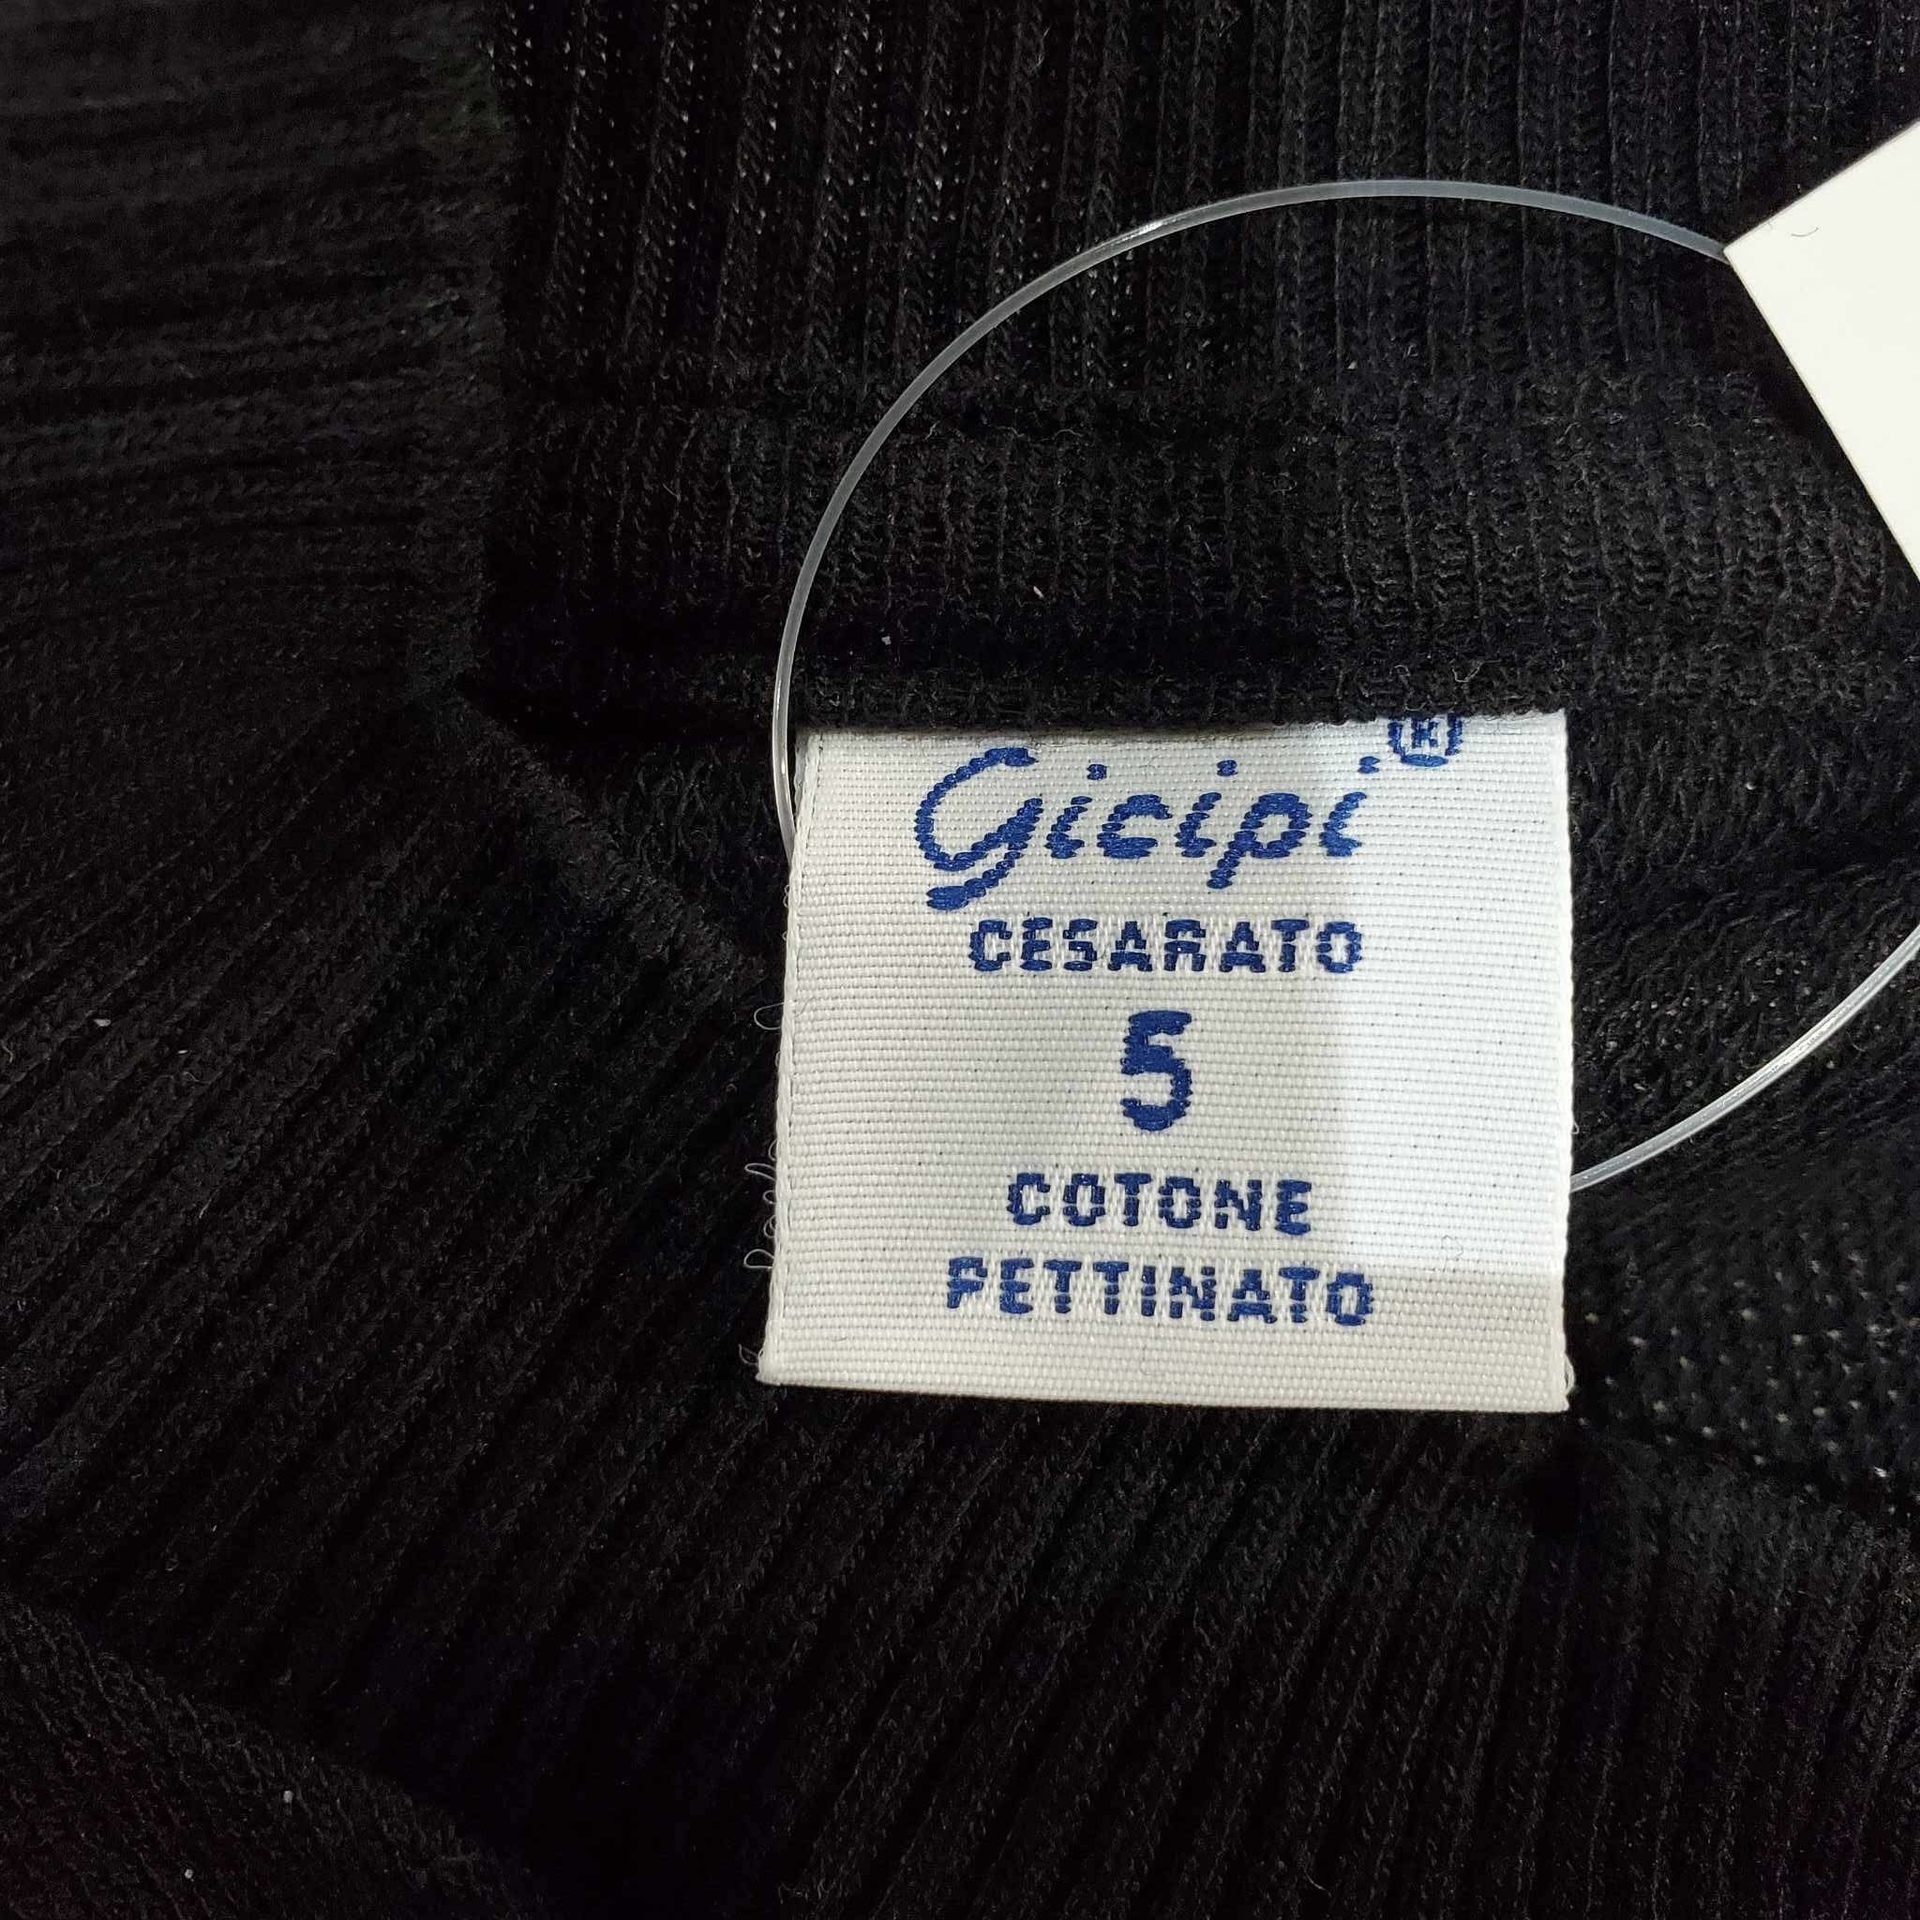 Gicipi®
CESARATO
5
COTONE
PETTINATO